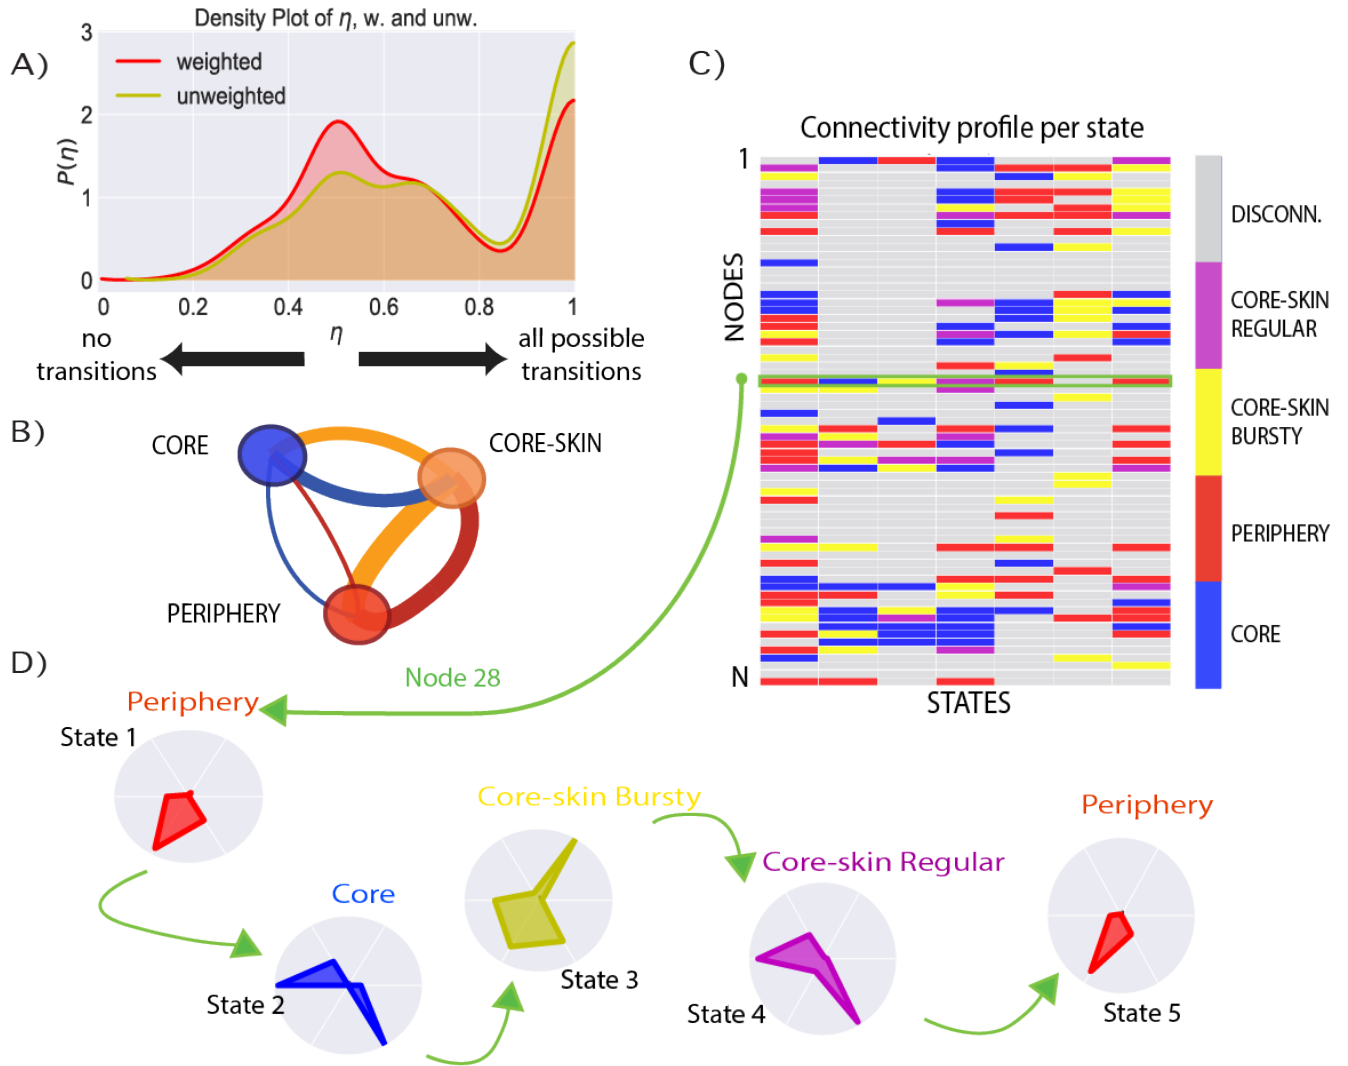 A)
Density Plot of η, w. and unw.
weighted
unweighted
P(η)
3
2
1
0
0 0.2 0.4 0.6 0.8 1
η
no
transitions
all possible
transitions
B)
CORE
CORE-SKIN
PERIPHERY
C)
Connectivity profile per state
1
NODES
N
STATES
DISCONN.
CORE-SKIN
REGULAR
CORE-SKIN
BURSTY
PERIPHERY
CORE
D)
Node 28
Periphery
State 1
Core
State 2
Core-skin Bursty
State 3
Core-skin Regular
State 4
Periphery
State 5